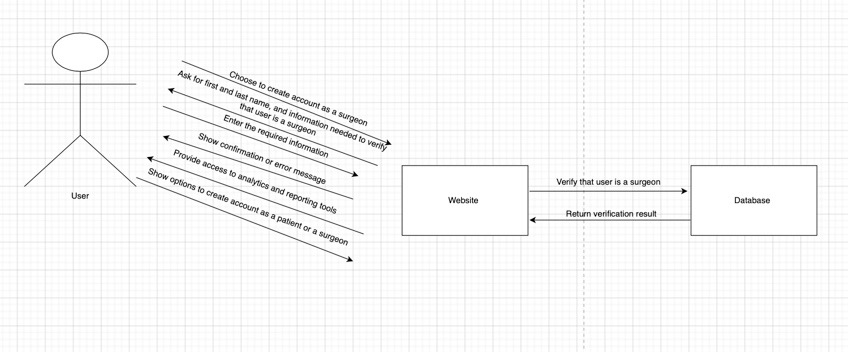 Choose to create account as a surgeon
Ask for first and last name, and information needed to verify
that user is a surgeon
Enter the required information
Show confirmation or error message
Provide access to analytics and reporting tools
Show options to create account as a patient or a surgeon
User
Website
Verify that user is a surgeon
Return verification result
Database